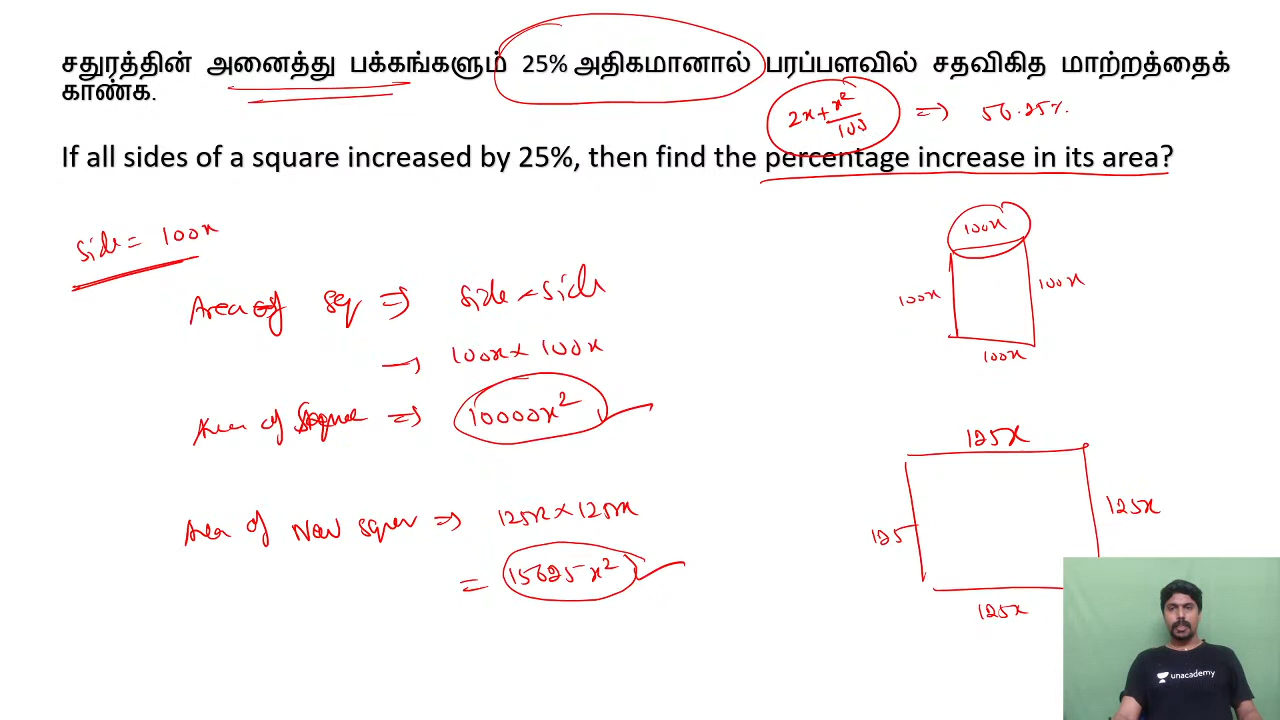 சதுரத்தின் அனைத்து பக்கங்களும் 25% அதிகமானால் பரப்பளவில் சதவிகித மாற்றத்தைக்
காண்க.
2x + x²/100 ⇒ 56.25%
If all sides of a square increased by 25%, then find the percentage increase in its area?
side = 100x
100x
100x
100x
100x
Area of sq ⇒ side × side
→ 100x × 100x
Area of Square ⇒ 10000x²
125x
125
125x
125x
Area of New square ⇒ 125x × 125x
= 15625x²
unacademy